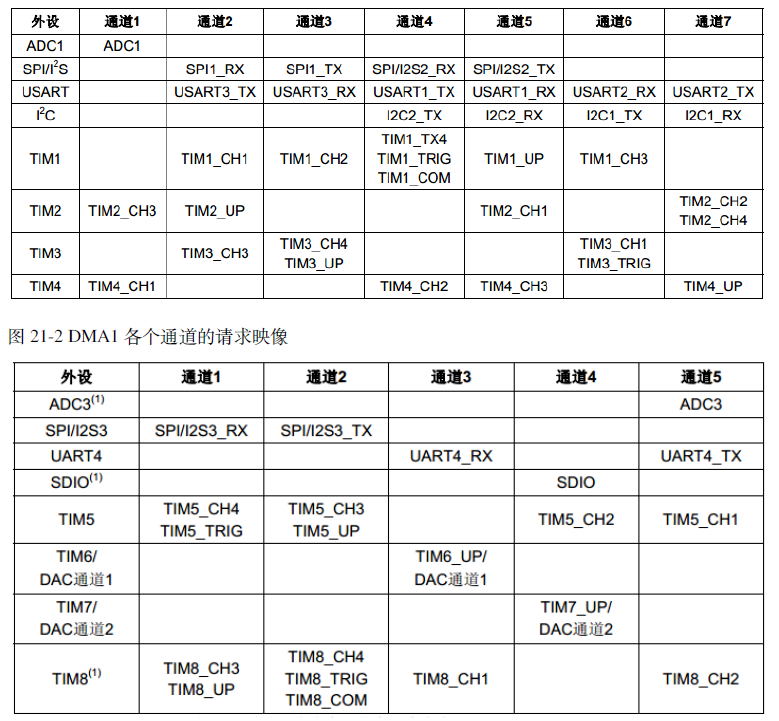 外设 通道1 通道2 通道3 通道4 通道5 通道6 通道7
ADC1 ADC1
SPI/I²S SPI1_RX SPI1_TX SPI/I2S2_RX SPI/I2S2_TX
USART USART3_TX USART3_RX USART1_TX USART1_RX USART2_RX USART2_TX
I²C I2C2_TX I2C2_RX I2C1_TX I2C1_RX
TIM1 TIM1_CH1 TIM1_CH2 TIM1_TX4 TIM1_TRIG TIM1_COM TIM1_UP TIM1_CH3
TIM2 TIM2_CH3 TIM2_UP TIM2_CH1 TIM2_CH2 TIM2_CH4
TIM3 TIM3_CH3 TIM3_CH4 TIM3_UP TIM3_CH1 TIM3_TRIG
TIM4 TIM4_CH1 TIM4_CH2 TIM4_CH3 TIM4_UP
图 21-2 DMA1 各个通道的请求映像
外设 通道1 通道2 通道3 通道4 通道5
ADC3⁽¹⁾ ADC3
SPI/I2S3 SPI/I2S3_RX SPI/I2S3_TX
UART4 UART4_RX UART4_TX
SDIO⁽¹⁾ SDIO
TIM5 TIM5_CH4 TIM5_TRIG TIM5_CH3 TIM5_UP TIM5_CH2 TIM5_CH1
TIM6/ DAC通道1 TIM6_UP/ DAC通道1
TIM7/ DAC通道2 TIM7_UP/ DAC通道2
TIM8⁽¹⁾ TIM8_CH3 TIM8_UP TIM8_CH4 TIM8_TRIG TIM8_COM TIM8_CH1 TIM8_CH2